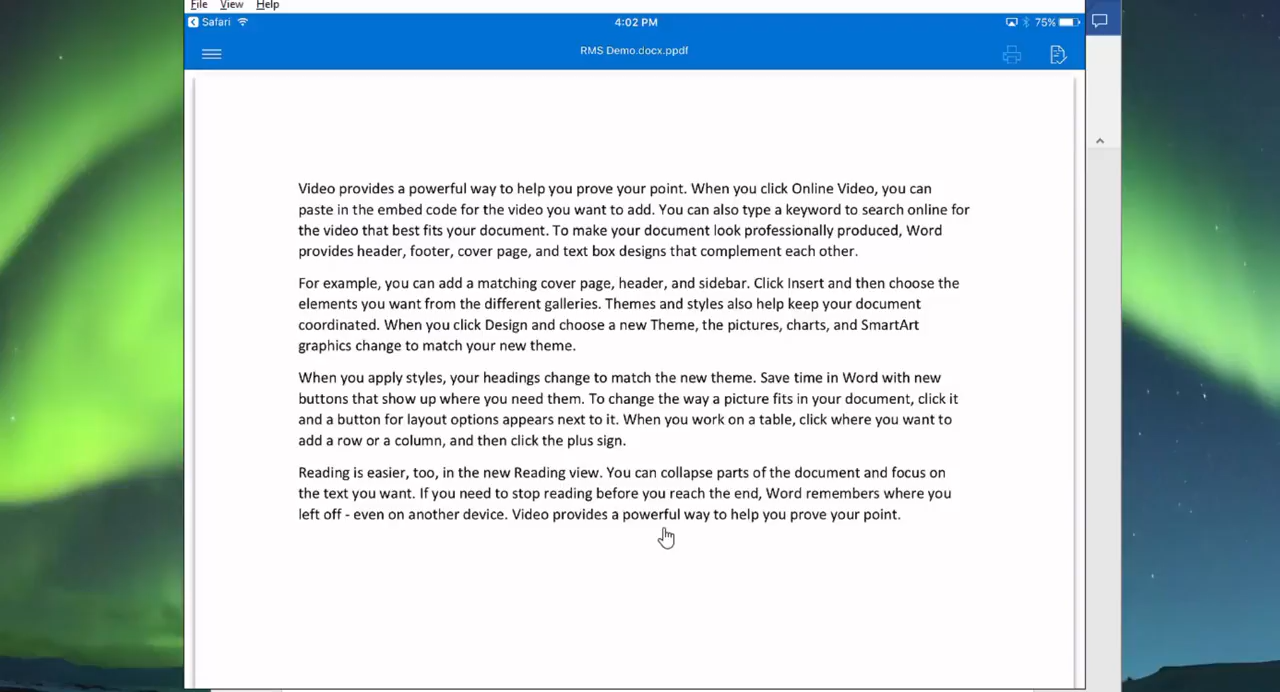 File View Help
Safari 4:02 PM 75%
RMS Demo.docx.ppdf
Video provides a powerful way to help you prove your point. When you click Online Video, you can
paste in the embed code for the video you want to add. You can also type a keyword to search online for
the video that best fits your document. To make your document look professionally produced, Word
provides header, footer, cover page, and text box designs that complement each other.
For example, you can add a matching cover page, header, and sidebar. Click Insert and then choose the
elements you want from the different galleries. Themes and styles also help keep your document
coordinated. When you click Design and choose a new Theme, the pictures, charts, and SmartArt
graphics change to match your new theme.
When you apply styles, your headings change to match the new theme. Save time in Word with new
buttons that show up where you need them. To change the way a picture fits in your document, click it
and a button for layout options appears next to it. When you work on a table, click where you want to
add a row or a column, and then click the plus sign.
Reading is easier, too, in the new Reading view. You can collapse parts of the document and focus on
the text you want. If you need to stop reading before you reach the end, Word remembers where you
left off - even on another device. Video provides a powerful way to help you prove your point.